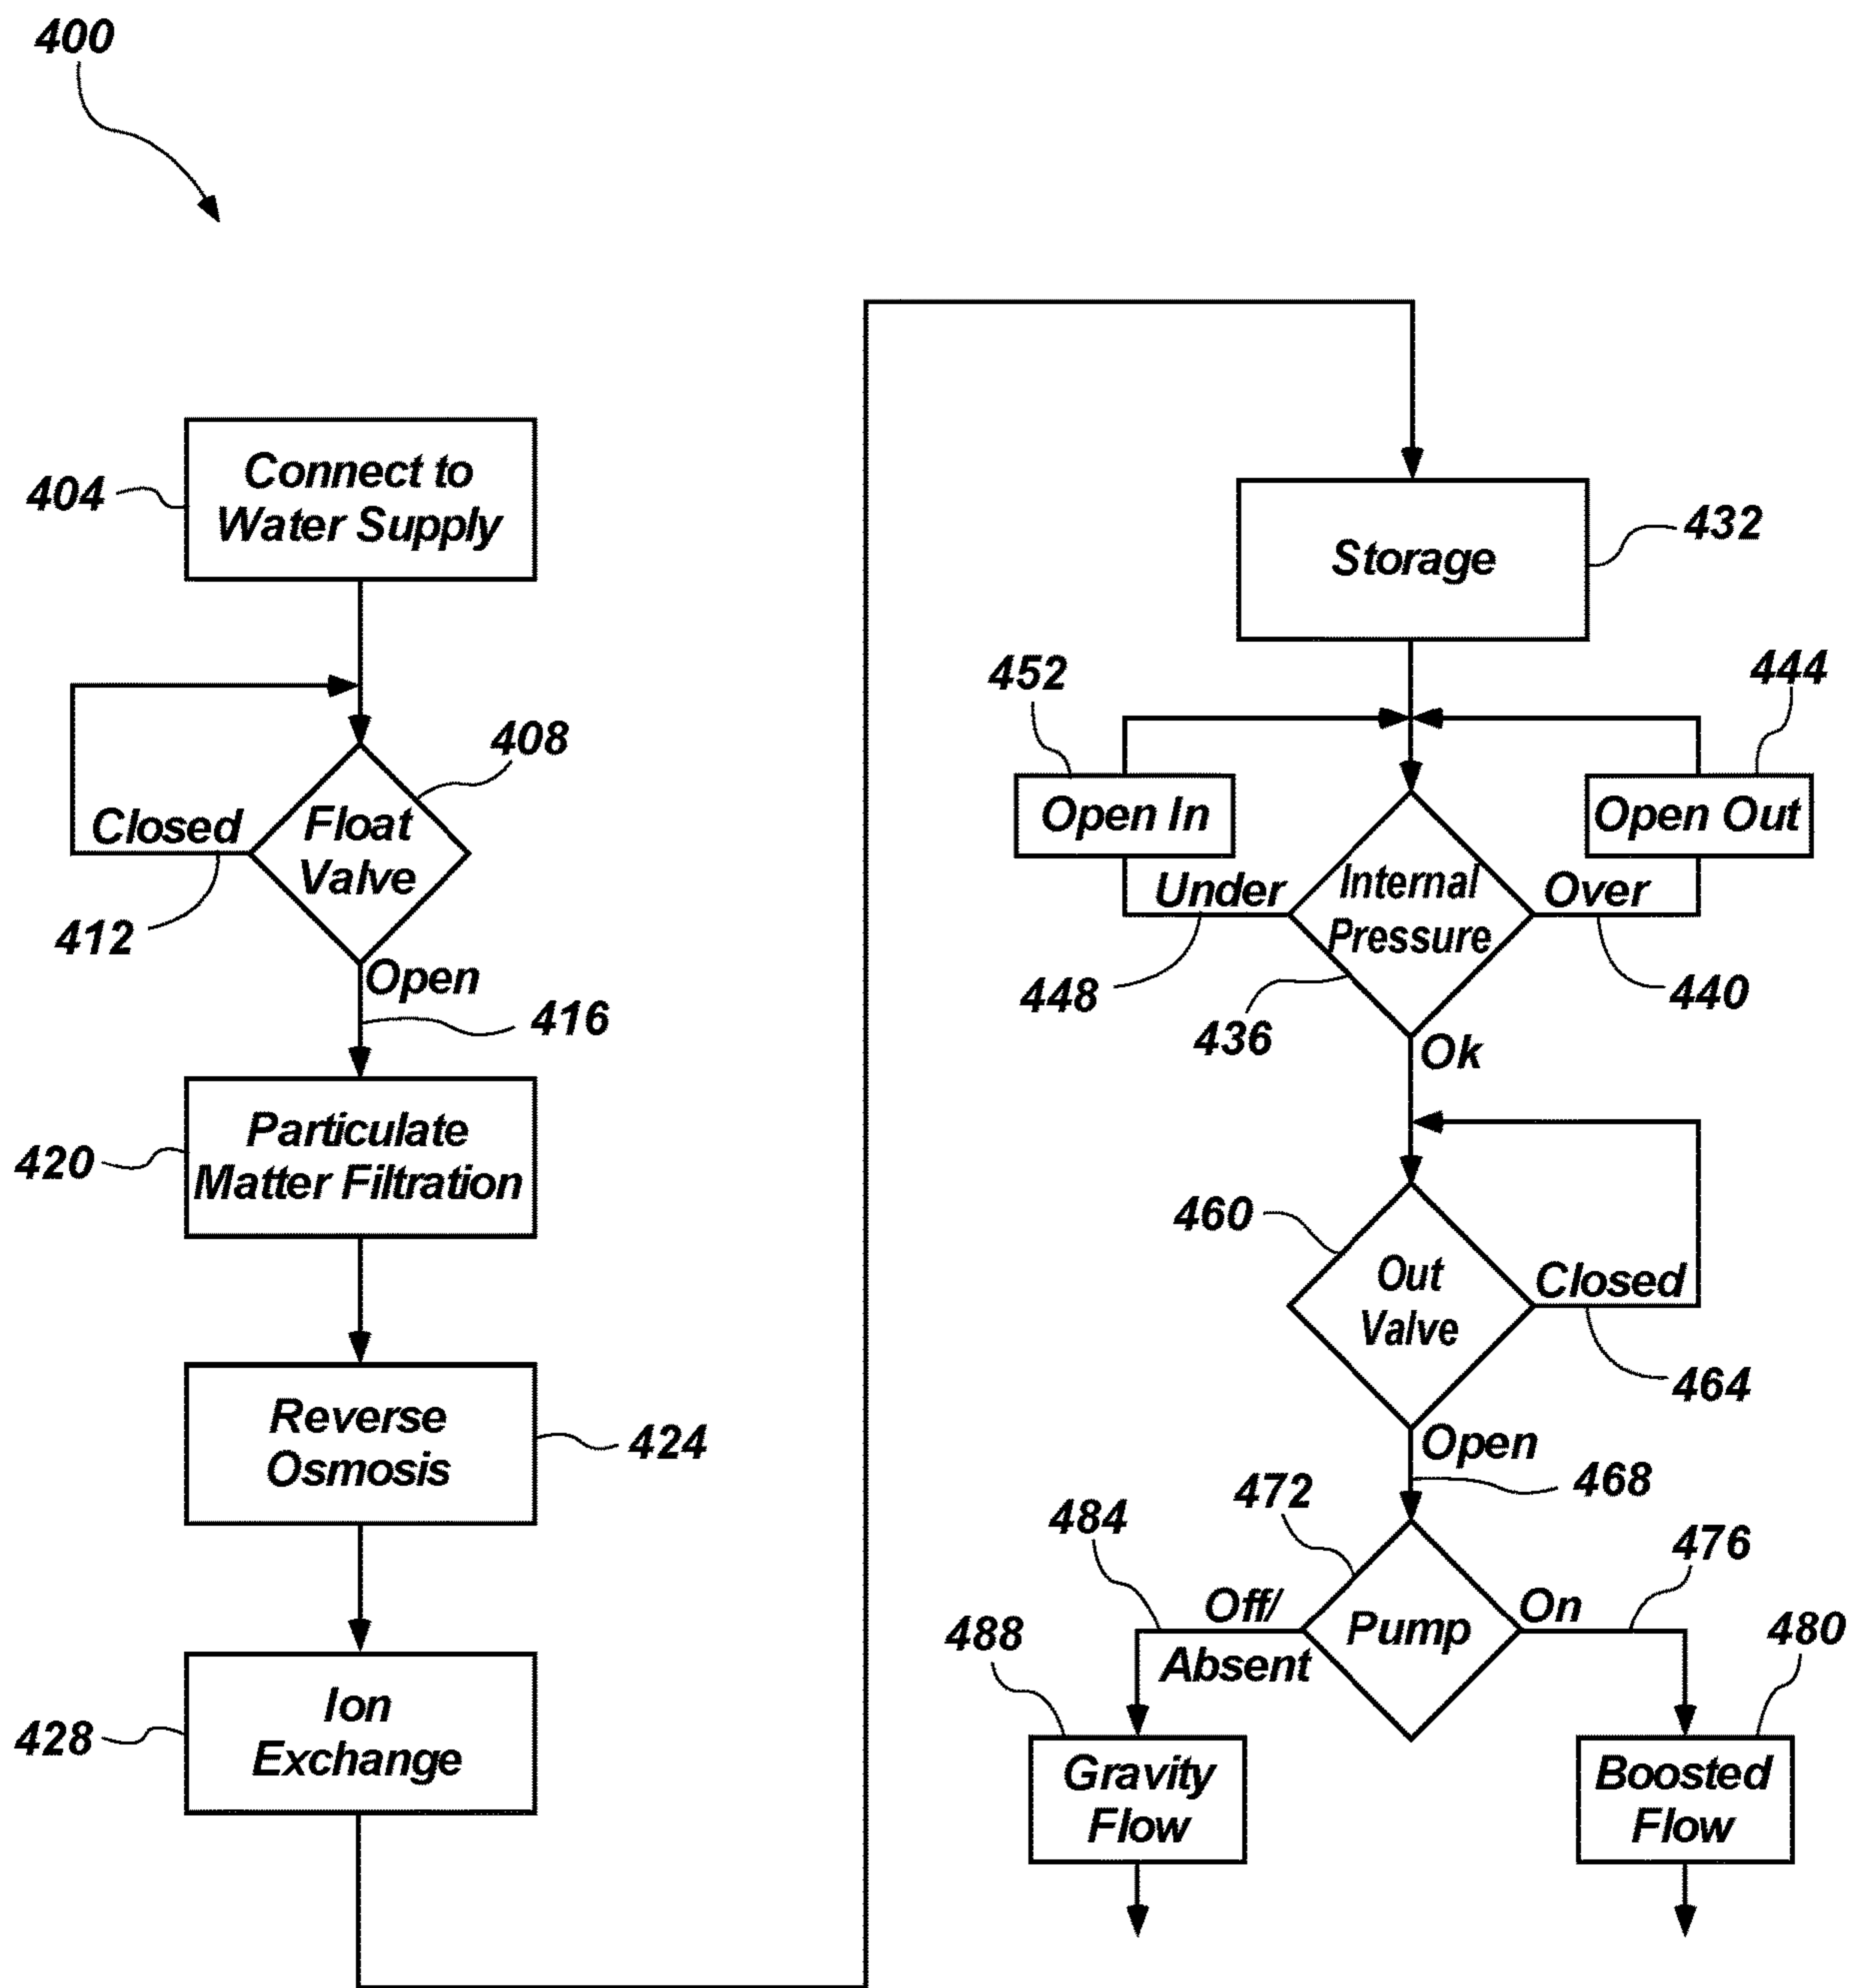 400
404
Connect to
Water Supply
408
Closed
Float
Valve
412
Open
416
420
Particulate
Matter Filtration
Reverse
Osmosis
424
428
Ion
Exchange
Storage
432
452
444
Open In
Open Out
Under
Internal
Pressure
Over
448
436
440
Ok
460
Out
Valve
Closed
464
Open
468
472
484
476
Off/
Absent
Pump
On
488
480
Gravity
Flow
Boosted
Flow